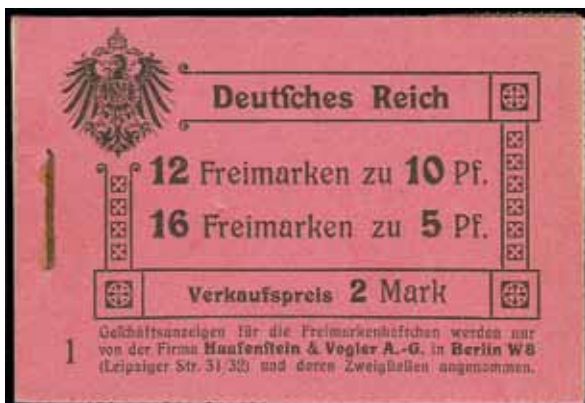 Deutſches Reich
12 Freimarken zu 10 Pf.
16 Freimarken zu 5 Pf.
Verkaufspreis 2 Mark
Geſchäftsanzeigen für die Freimarkenheftchen werden nur
1 von der Firma Haaſenſtein & Vogler A.-G. in Berlin W8
(Leipziger Str. 31/32) und deren Zweigſtellen angenommen.